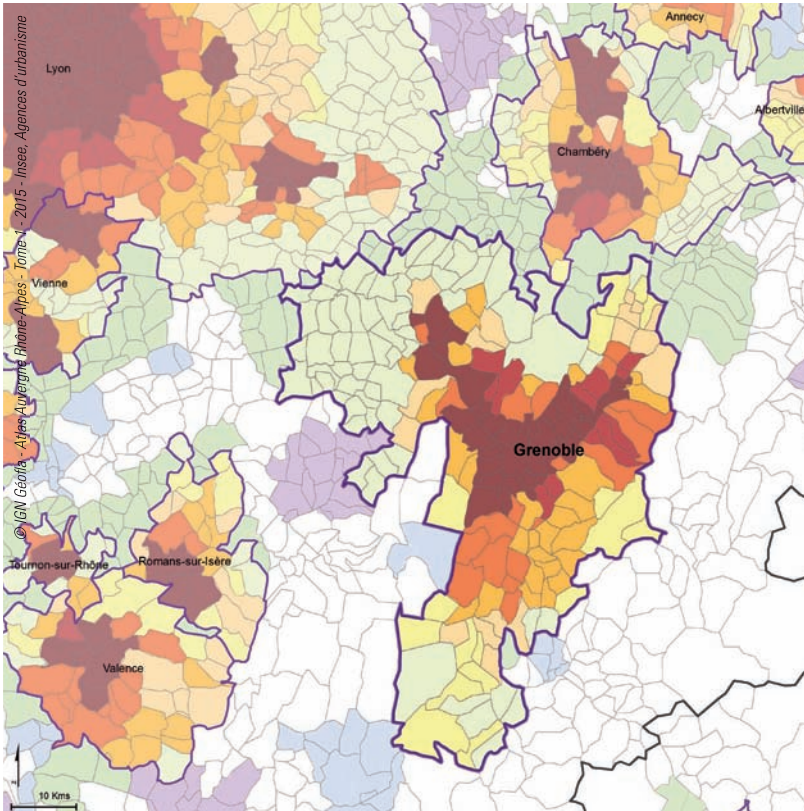 Annecy
Lyon
Albertville
Chambéry
Vienne
Grenoble
Tournon-sur-Rhône
Romans-sur-Isère
Valence
10 Kms
© IGN Géofla - Atlas Auvergne Rhône-Alpes - Tome 1 - 2015 - Insee, Agences d'urbanisme